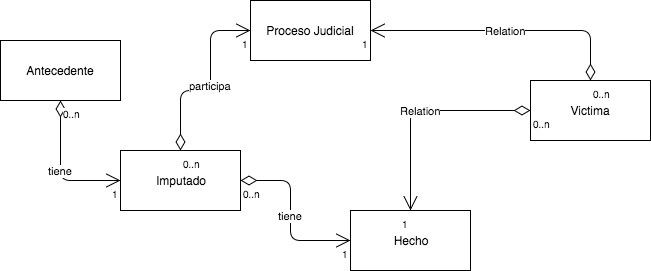 Proceso Judicial
1
1
Relation
Antecedente
0..n
participa
0..n
Victima
0..n
Relation
0..n
Imputado
tiene
1
0..n
tiene
1
Hecho
1